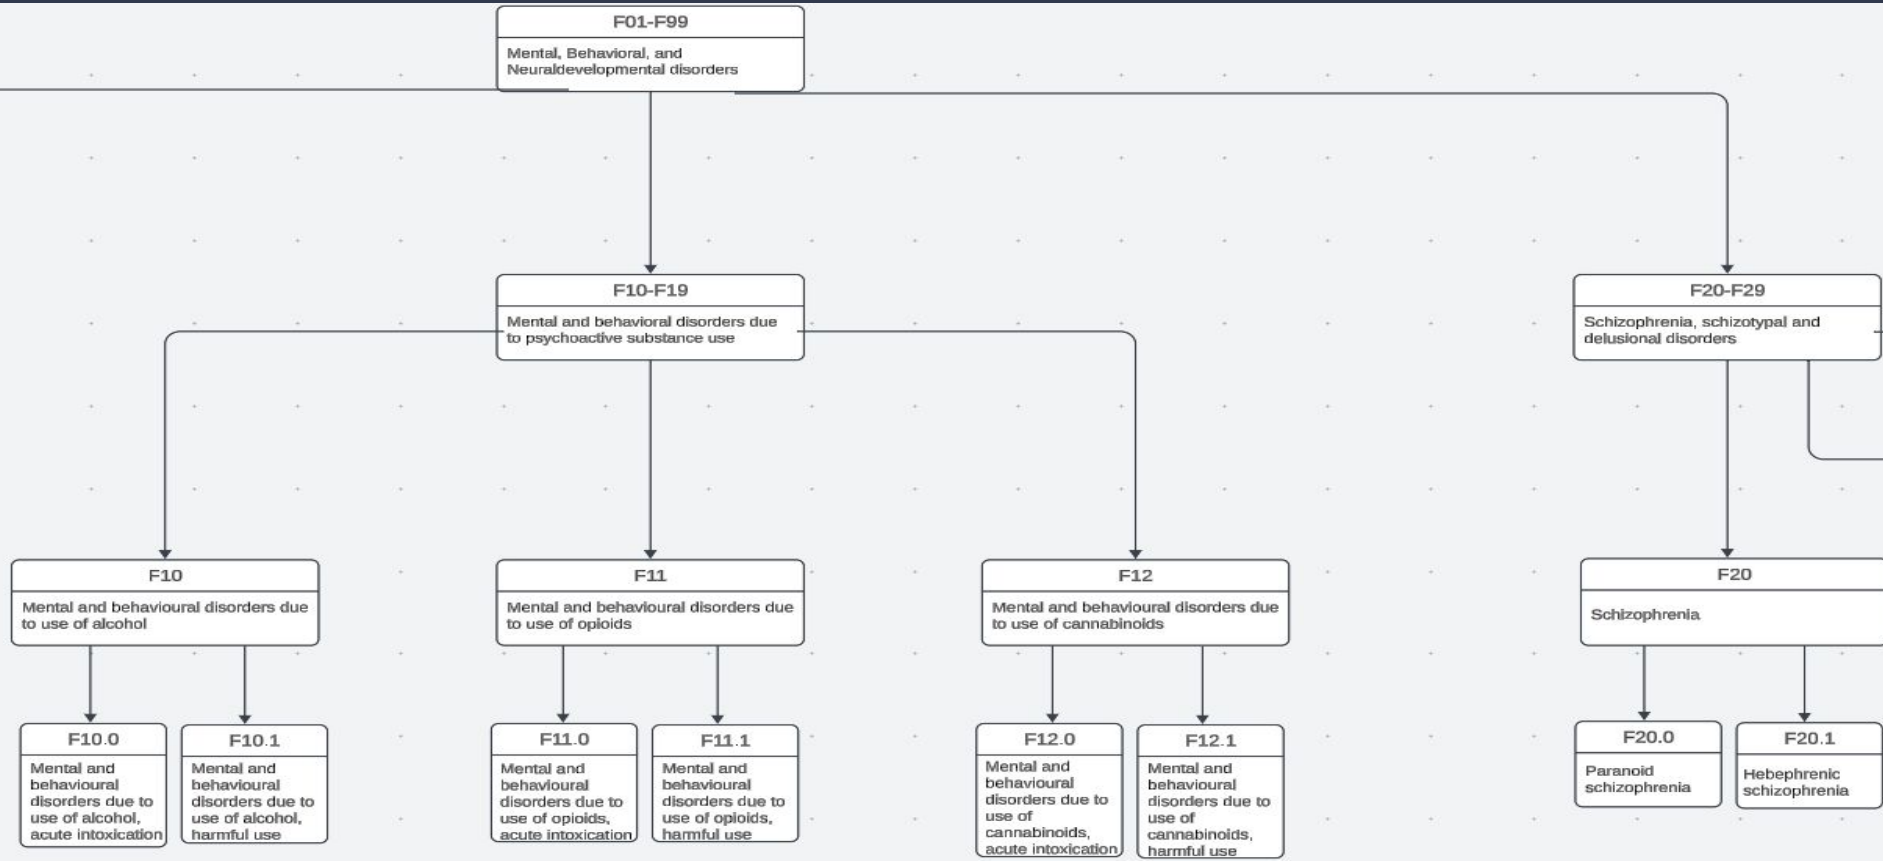 F01-F99
Mental, Behavioral, and
Neuraldevelopmental disorders
F10-F19
Mental and behavioral disorders due
to psychoactive substance use
F20-F29
Schizophrenia, schizotypal and
delusional disorders
F10
Mental and behavioural disorders due
to use of alcohol
F11
Mental and behavioural disorders due
to use of opioids
F12
Mental and behavioural disorders due
to use of cannabinoids
F20
Schizophrenia
F10.0
Mental and
behavioural
disorders due to
use of alcohol,
acute intoxication
F10.1
Mental and
behavioural
disorders due to
use of alcohol,
harmful use
F11.0
Mental and
behavioural
disorders due to
use of opioids,
acute intoxication
F11.1
Mental and
behavioural
disorders due to
use of opioids,
harmful use
F12.0
Mental and
behavioural
disorders due to
use of
cannabinoids,
acute intoxication
F12.1
Mental and
behavioural
disorders due to
use of
cannabinoids,
harmful use
F20.0
Paranoid
schizophrenia
F20.1
Hebephrenic
schizophrenia